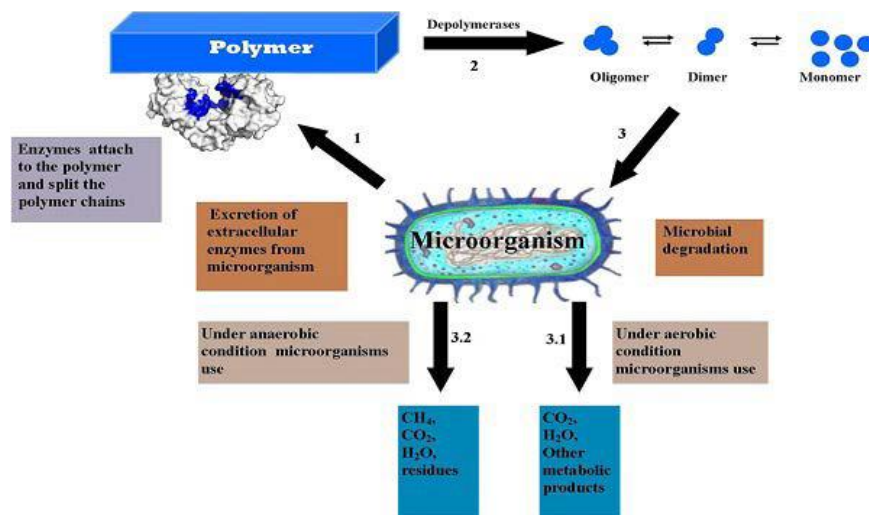 Polymer
Depolymerases
2
Oligomer
Dimer
Monomer
1
3
Enzymes attach
to the polymer
and split the
polymer chains
Excretion of
extracellular
enzymes from
microorganism
Microorganism
Microbial
degradation
Under anaerobic
condition microorganisms
use
3.2
3.1
Under aerobic
condition
microorganisms use
CH₄,
CO₂,
H₂O,
residues
CO₂,
H₂O,
Other
metabolic
products